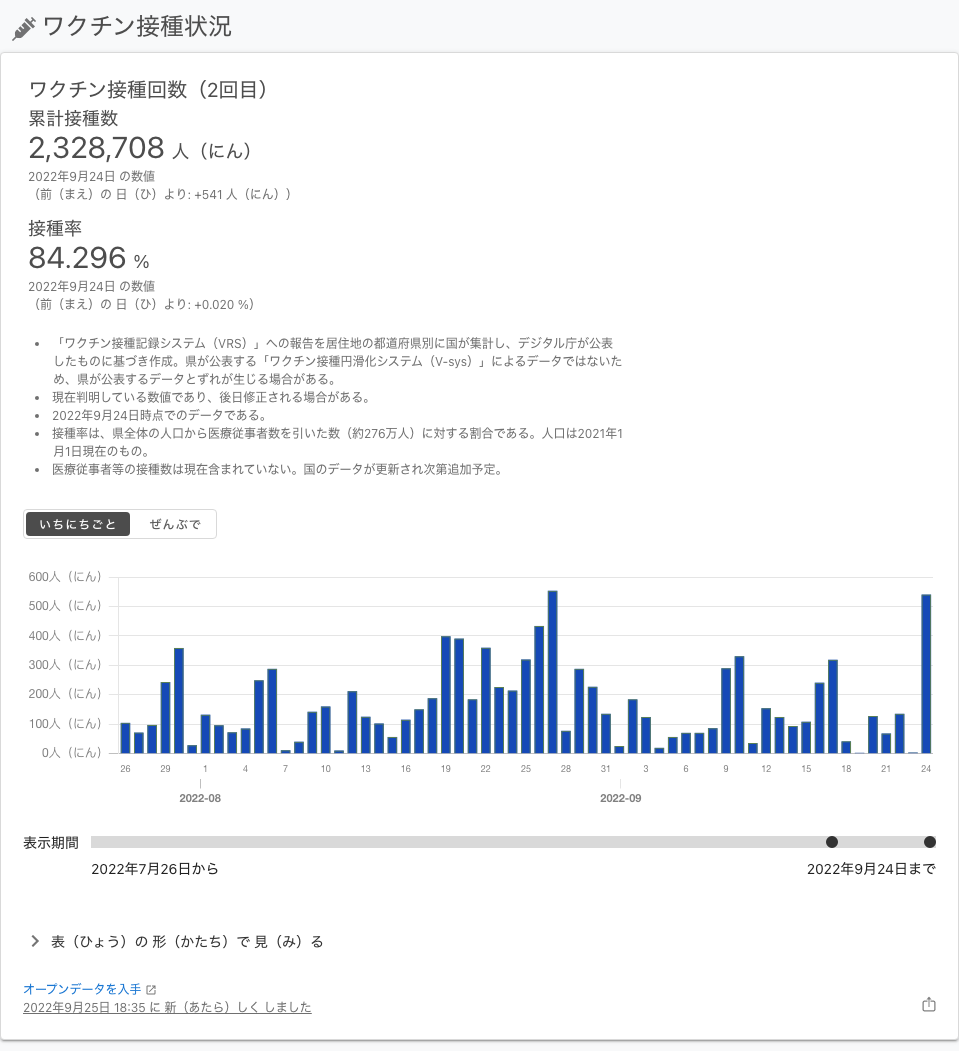 ワクチン接種状況
ワクチン接種回数（2回目）
累計接種数
2,328,708 人（にん）
2022年9月24日 の数値
（前（まえ）の 日（ひ）より: +541 人（にん））
接種率
84.296 %
2022年9月24日 の数値
（前（まえ）の 日（ひ）より: +0.020 %）
• 「ワクチン接種記録システム（VRS）」への報告を居住地の都道府県別に国が集計し、デジタル庁が公表
したものに基づき作成。県が公表する「ワクチン接種円滑化システム（V-sys）」によるデータではないた
め、県が公表するデータとずれが生じる場合がある。
• 現在判明している数値であり、後日修正される場合がある。
• 2022年9月24日時点でのデータである。
• 接種率は、県全体の人口から医療従事者数を引いた数（約276万人）に対する割合である。人口は2021年1
月1日現在のもの。
• 医療従事者等の接種数は現在含まれていない。国のデータが更新され次第追加予定。
いちにちごと ぜんぶで
600人（にん）
500人（にん）
400人（にん）
300人（にん）
200人（にん）
100人（にん）
0人（にん）
26 29 1 4 7 10 13 16 19 22 25 28 31 3 6 9 12 15 18 21 24
2022-08 2022-09
表示期間
2022年7月26日から 2022年9月24日まで
表（ひょう）の 形（かたち）で 見（み）る
オープンデータを入手
2022年9月25日 18:35 に 新（あたら）しく しました